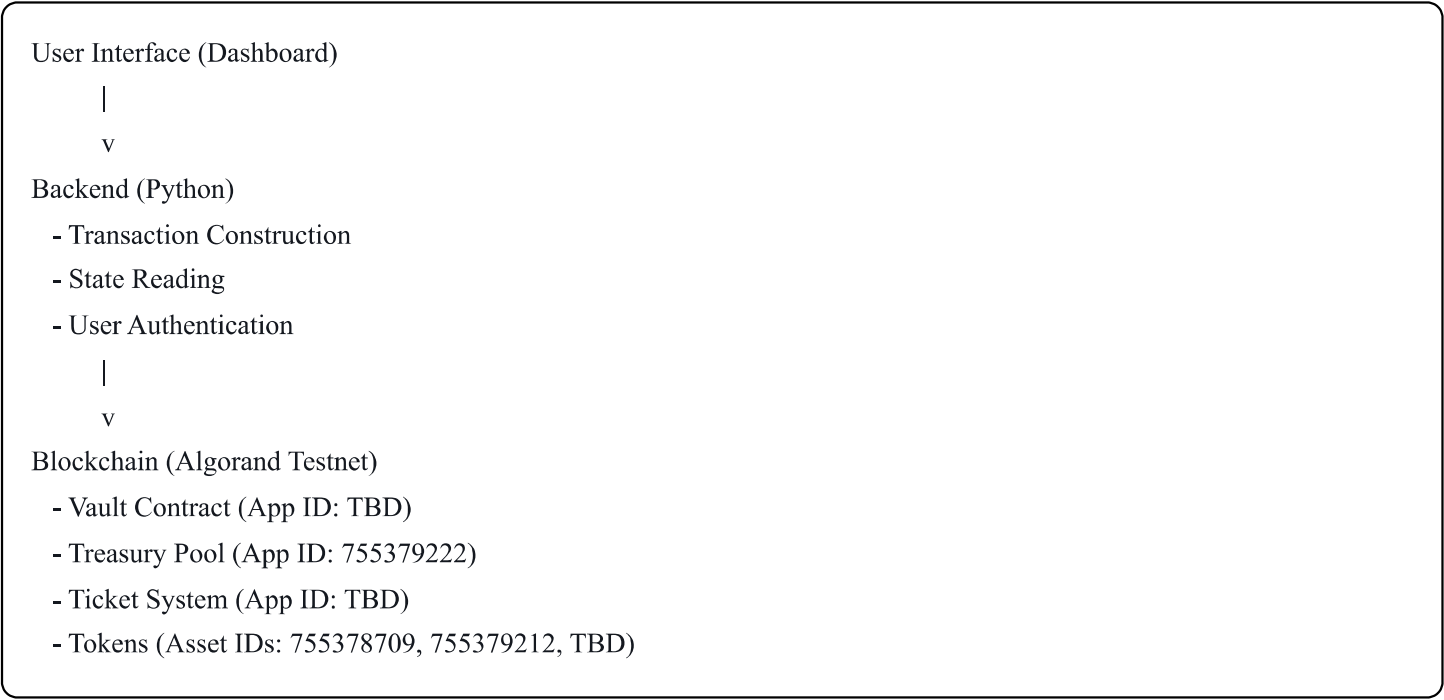 User Interface (Dashboard)
|
v
Backend (Python)
- Transaction Construction
- State Reading
- User Authentication
|
v
Blockchain (Algorand Testnet)
- Vault Contract (App ID: TBD)
- Treasury Pool (App ID: 755379222)
- Ticket System (App ID: TBD)
- Tokens (Asset IDs: 755378709, 755379212, TBD)